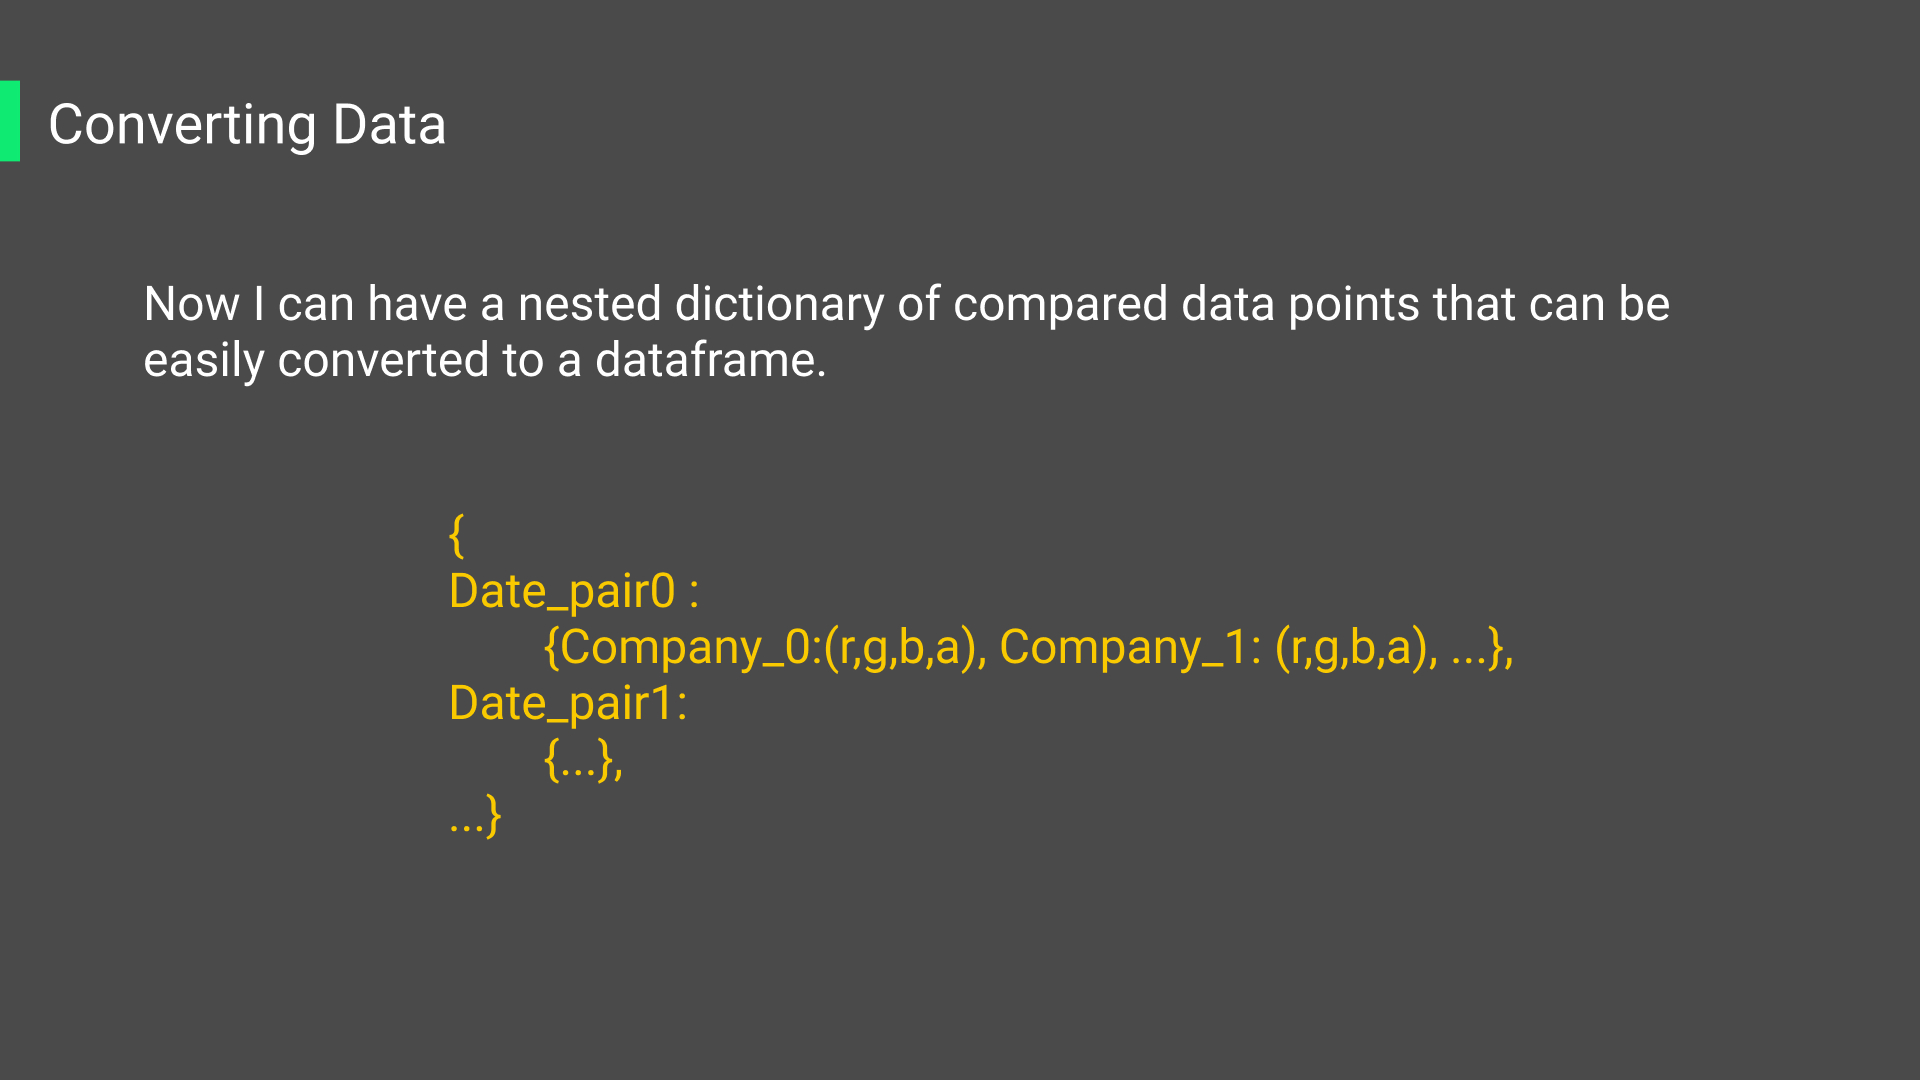 Converting Data
Now I can have a nested dictionary of compared data points that can be
easily converted to a dataframe.
{
Date_pair0 :
{Company_0:(r,g,b,a), Company_1: (r,g,b,a), ...},
Date_pair1:
{...},
...}